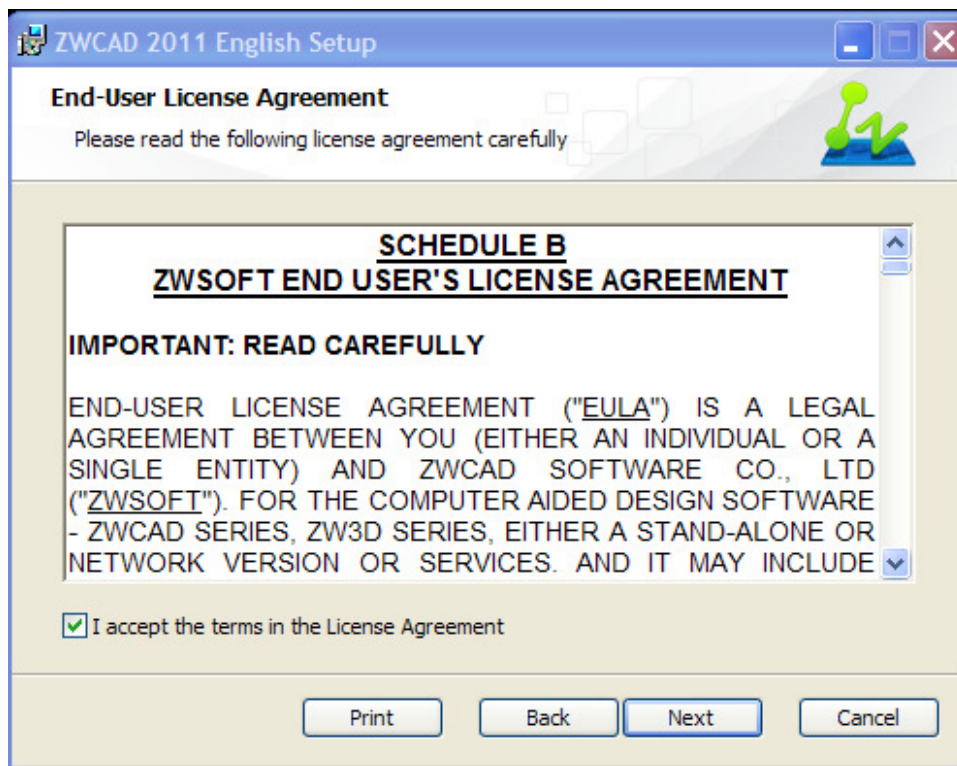 ZWCAD 2011 English Setup
End-User License Agreement
Please read the following license agreement carefully
SCHEDULE B
ZWSOFT END USER'S LICENSE AGREEMENT
IMPORTANT: READ CAREFULLY
END-USER LICENSE AGREEMENT ("EULA") IS A LEGAL
AGREEMENT BETWEEN YOU (EITHER AN INDIVIDUAL OR A
SINGLE ENTITY) AND ZWCAD SOFTWARE CO., LTD
("ZWSOFT"). FOR THE COMPUTER AIDED DESIGN SOFTWARE
- ZWCAD SERIES, ZW3D SERIES, EITHER A STAND-ALONE OR
NETWORK VERSION OR SERVICES. AND IT MAY INCLUDE
I accept the terms in the License Agreement
Print Back Next Cancel